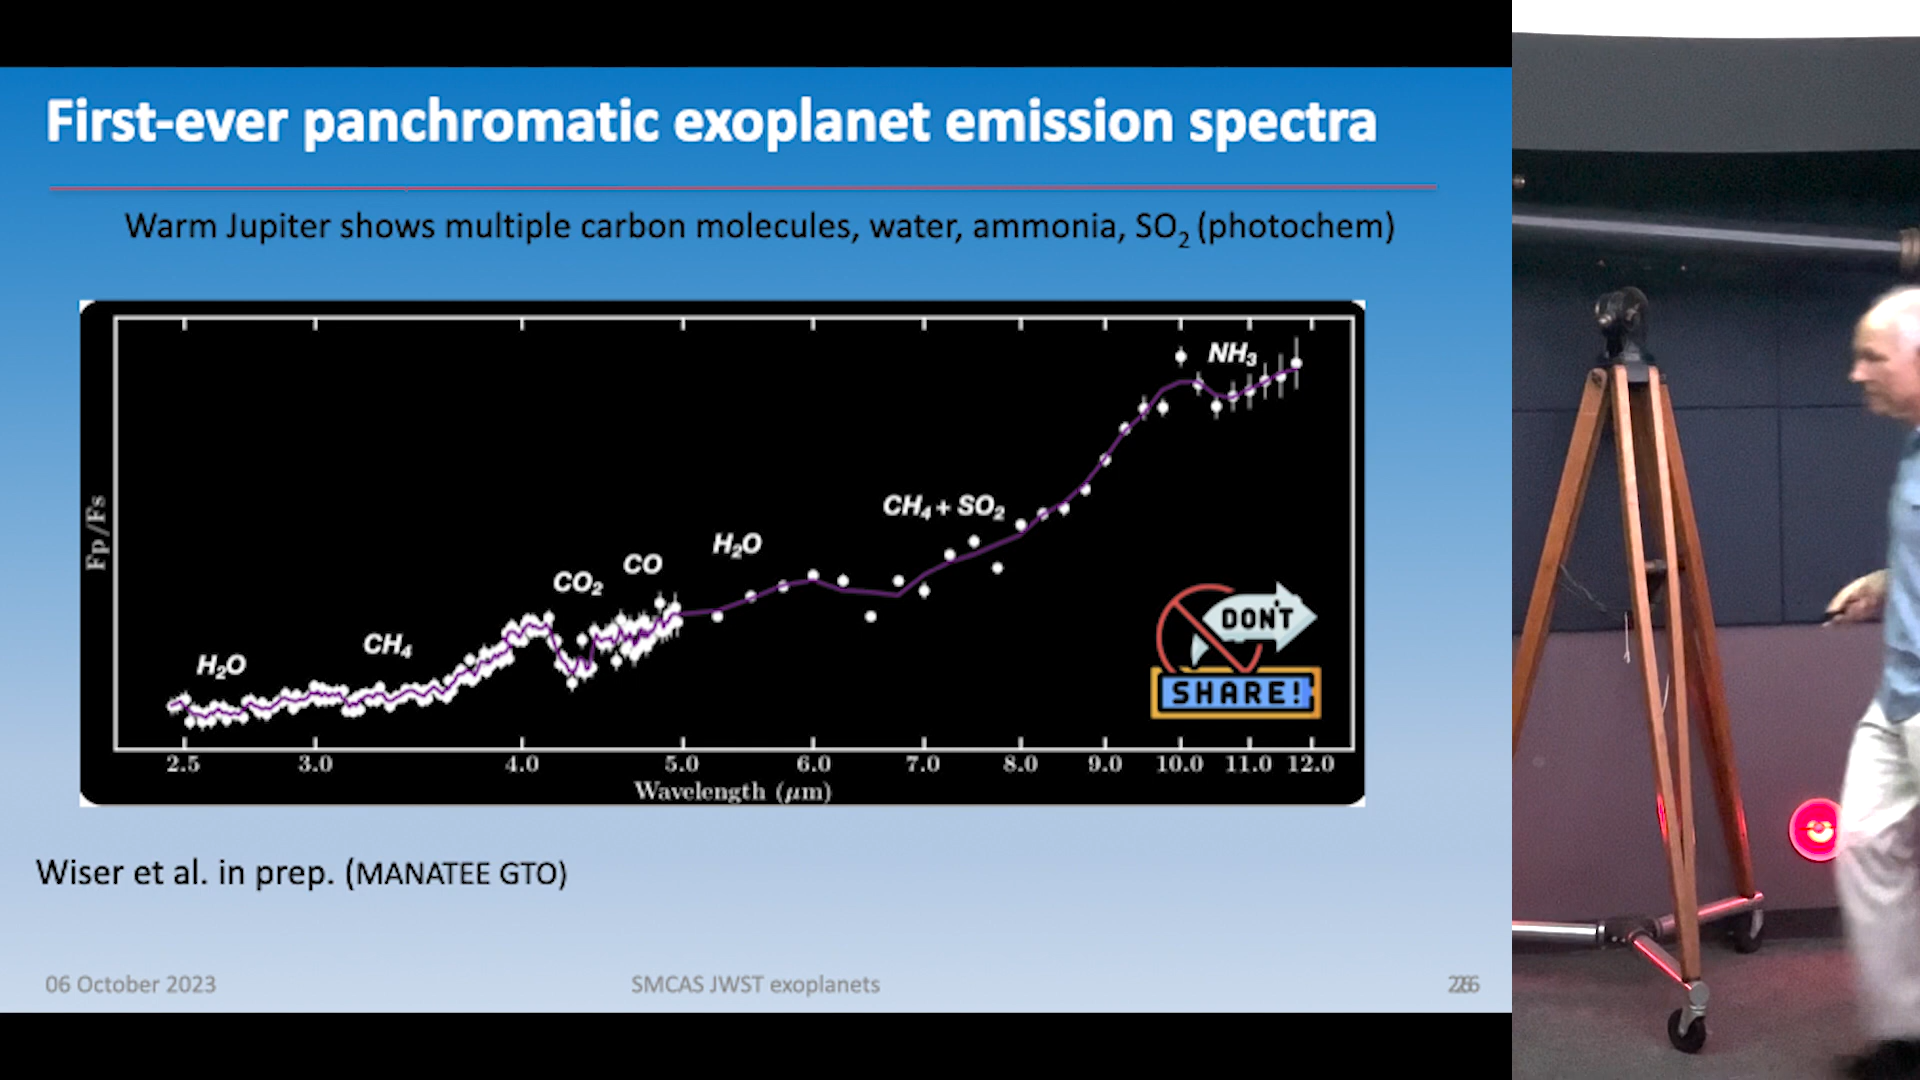 First-ever panchromatic exoplanet emission spectra
Warm Jupiter shows multiple carbon molecules, water, ammonia, SO₂ (photochem)
NH₃
CH₄ + SO₂
H₂O
CO
CO₂
CH₄
H₂O
Fp/Fs
DON'T
SHARE!
2.5 3.0 4.0 5.0 6.0 7.0 8.0 9.0 10.0 11.0 12.0
Wavelength (μm)
Wiser et al. in prep. (MANATEE GTO)
06 October 2023 SMCAS JWST exoplanets